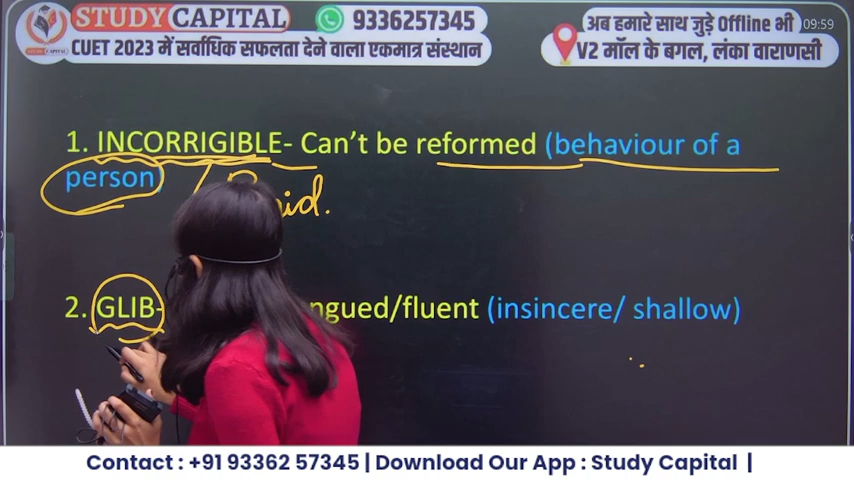 STUDY CAPITAL
9336257345
अब हमारे साथ जुड़े Offline भी
09:59
CUET 2023 में सर्वाधिक सफलता देने वाला एकमात्र संस्थान
V2 मॉल के बगल, लंका वाराणसी
1. INCORRIGIBLE- Can't be reformed (behaviour of a
person)
2. GLIB- ngued/fluent (insincere/ shallow)
Contact : +91 93362 57345 | Download Our App : Study Capital |